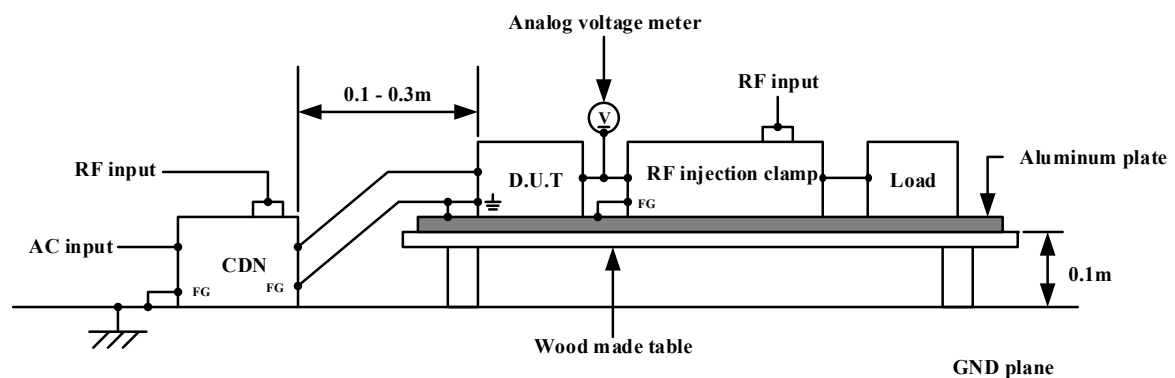 Analog voltage meter
RF input
0.1 - 0.3m
V
RF input
D.U.T
RF injection clamp
Load
Aluminum plate
FG
AC input
CDN
FG
FG
0.1m
Wood made table
GND plane